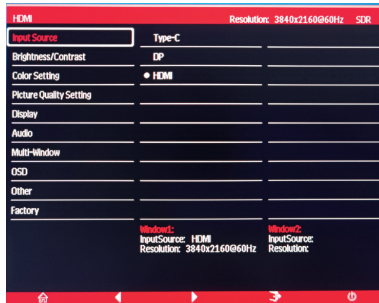 HDMI Resolution: 3840x2160@60Hz SDR
Input Source Type-C
Brightness/Contrast DP
Color Setting HDMI
Picture Quality Setting
Display
Audio
Multi-Window
OSD
Other
Factory
Window1: Window2:
InputSource: HDMI InputSource:
Resolution: 3840x2160@60Hz Resolution: